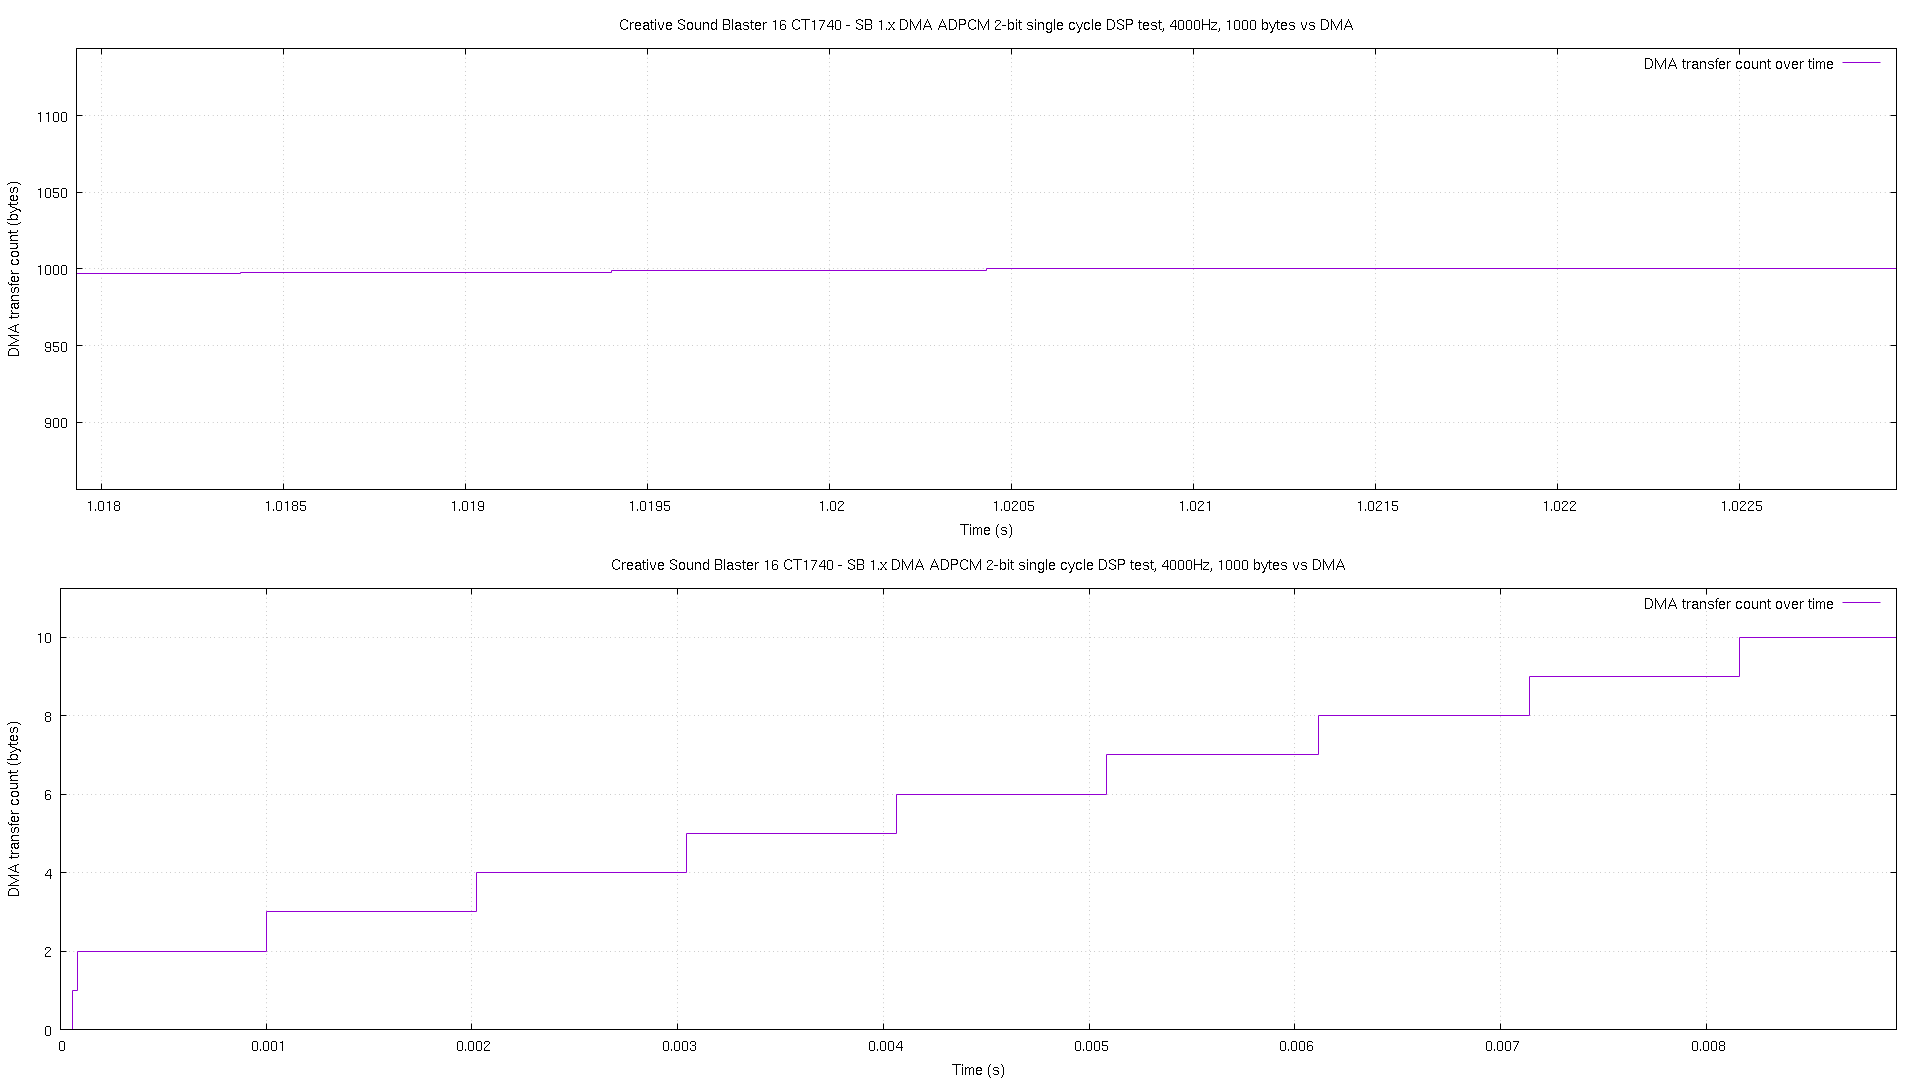 Creative Sound Blaster 16 CT1740 - SB 1.x DMA ADPCM 2-bit single cycle DSP test, 4000Hz, 1000 bytes vs DMA
DMA transfer count over time
1100
1050
1000
950
900
DMA transfer count (bytes)
1.018 1.0185 1.019 1.0195 1.02 1.0205 1.021 1.0215 1.022 1.0225
Time (s)
Creative Sound Blaster 16 CT1740 - SB 1.x DMA ADPCM 2-bit single cycle DSP test, 4000Hz, 1000 bytes vs DMA
DMA transfer count over time
10
8
6
4
2
0
DMA transfer count (bytes)
0 0.001 0.002 0.003 0.004 0.005 0.006 0.007 0.008
Time (s)